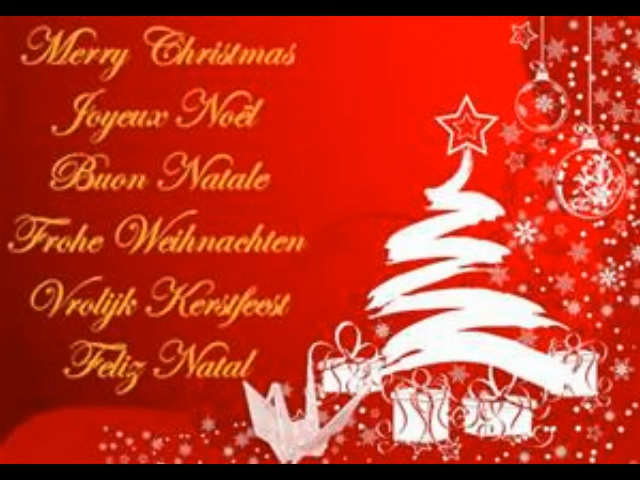 Merry Christmas
Joyeux Noël
Buon Natale
Frohe Weihnachten
Vrolijk Kerstfeest
Feliz Natal